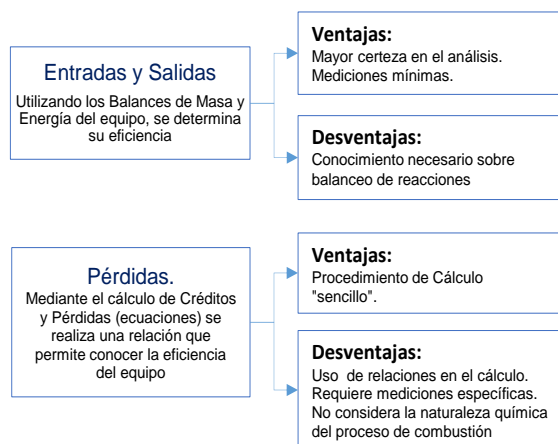 Entradas y Salidas
Utilizando los Balances de Masa y
Energía del equipo, se determina
su eficiencia
Ventajas:
Mayor certeza en el análisis.
Mediciones mínimas.
Desventajas:
Conocimiento necesario sobre
balanceo de reacciones
Pérdidas.
Mediante el cálculo de Créditos
y Pérdidas (ecuaciones) se
realiza una relación que
permite conocer la eficiencia
del equipo
Ventajas:
Procedimiento de Cálculo
"sencillo".
Desventajas:
Uso de relaciones en el cálculo.
Requiere mediciones específicas.
No considera la naturaleza química
del proceso de combustión